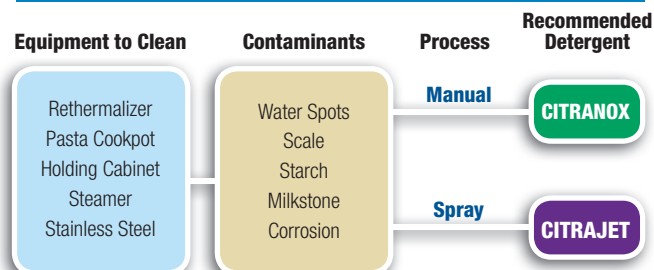 Equipment to Clean
Contaminants
Process
Recommended
Detergent
Rethermalizer
Pasta Cookpot
Holding Cabinet
Steamer
Stainless Steel
Water Spots
Scale
Starch
Milkstone
Corrosion
Manual
CITRANOX
Spray
CITRAJET